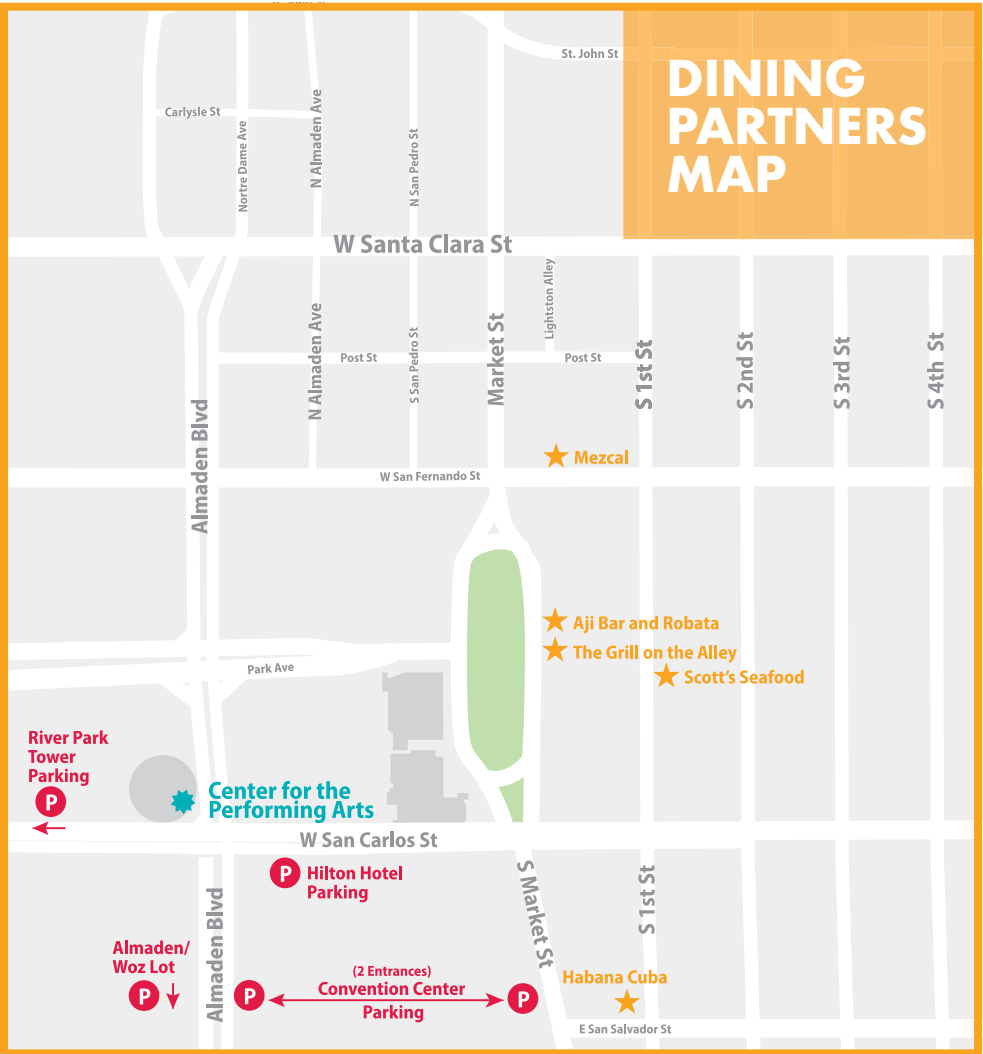 St. John St
DINING
PARTNERS
MAP
Carlysle St
Nortre Dame Ave
N Almaden Ave
N San Pedro St
W Santa Clara St
Lightston Alley
N Almaden Ave
S San Pedro St
Market St
Post St
Post St
S 1st St
S 2nd St
S 3rd St
S 4th St
Almaden Blvd
Mezcal
W San Fernando St
Aji Bar and Robata
The Grill on the Alley
Scott's Seafood
Park Ave
River Park
Tower
Parking
P
Center for the
Performing Arts
W San Carlos St
P
Hilton Hotel
Parking
S Market St
S 1st St
Almaden Blvd
Almaden/
Woz Lot
P
P
(2 Entrances)
Convention Center
Parking
P
Habana Cuba
E San Salvador St